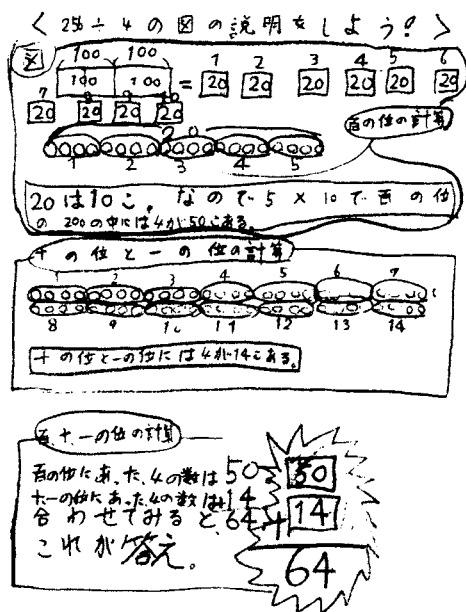 〈256÷4の図の説明をしよう!〉
図
100 100
100 100 = 20 20 20 20 20 20
1 2 3 4 5 6
7 8 9 10
20 20 20 20
百の位の計算
20
1 2 3 4 5
20は10こ。なので5×10で百の位
の200の中には4が50こある。
十の位と一の位の計算
1 2 3 4 5 6 7
8 9 10 11 12 13 14
十の位と一の位には4が14こある。
百、十、一の位の計算
百の位にあった4の数は50
十、一の位にあった4の数は14
合わせてみると、64
これが答え。
50
+14
64